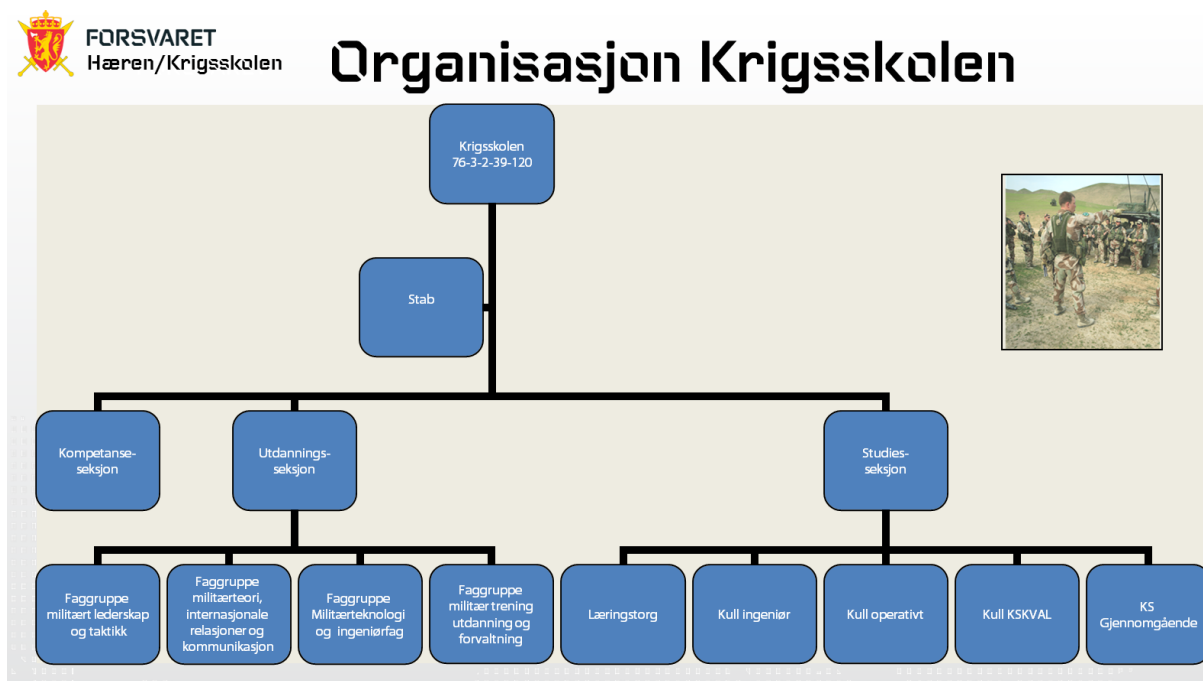 FORSVARET
Hæren/Krigsskolen
Organisasjon Krigsskolen
Krigsskolen
76-3-2-39-120
Stab
Kompetanse-
seksjon
Utdannings-
seksjon
Studies-
seksjon
Faggruppe
militært lederskap
og taktikk
Faggruppe
militærteori,
internasjonale
relasjoner og
kommunikasjon
Faggruppe
Militærteknologi
og ingeniørfag
Faggruppe
militær trening
utdanning og
forvaltning
Læringstorg
Kull ingeniør
Kull operativt
Kull KSKVAL
KS
Gjennomgående